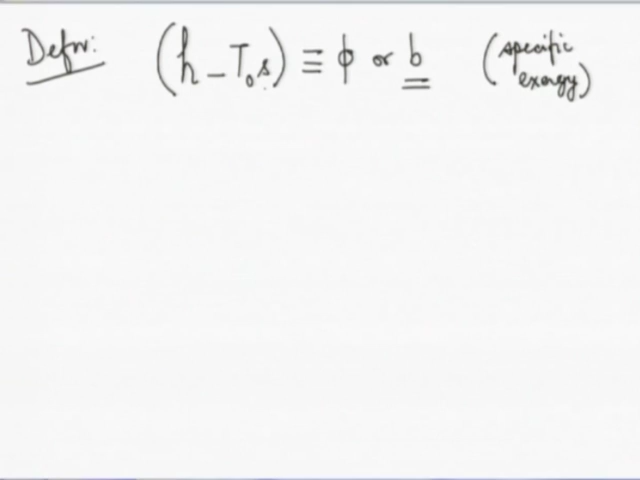 Defn: (h - T₀s) ≡ ϕ or b (specific exergy)